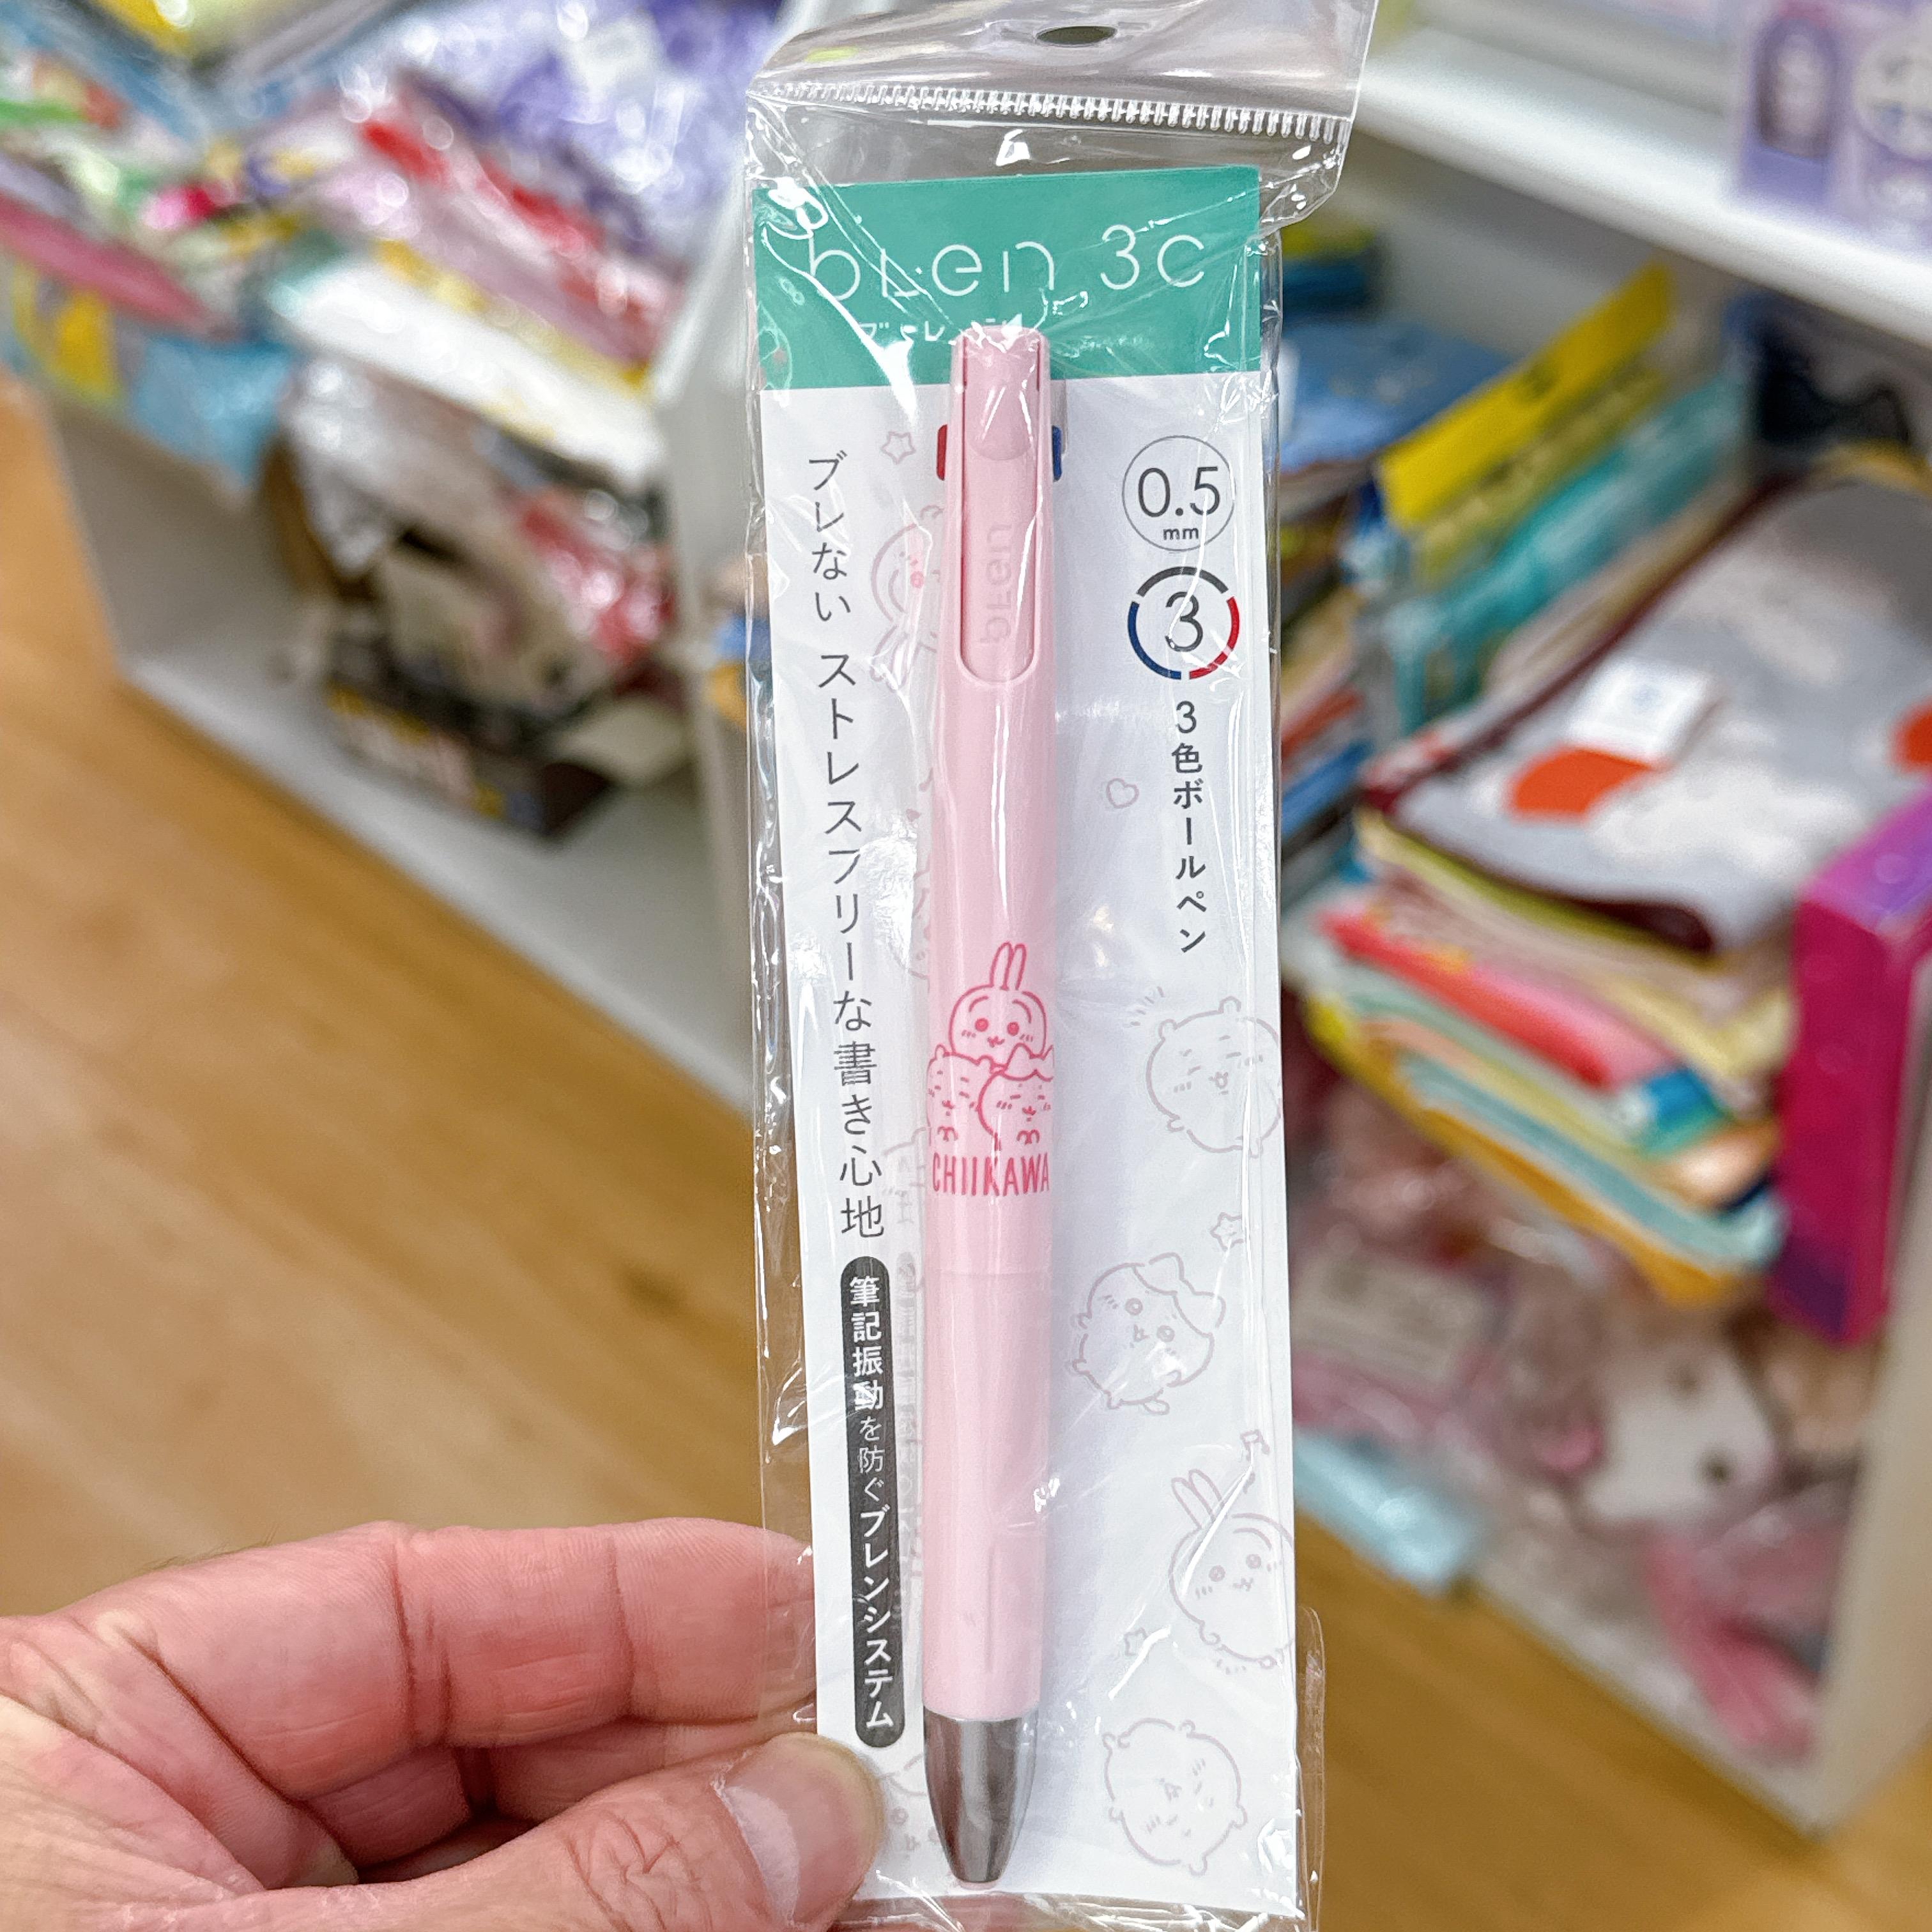 bLen 3c
ブレン
ブレない ストレスフリーな書き心地
筆記振動を防ぐブレンシステム
0.5
mm
3
3色ボールペン
bLen
CHIIKAWA